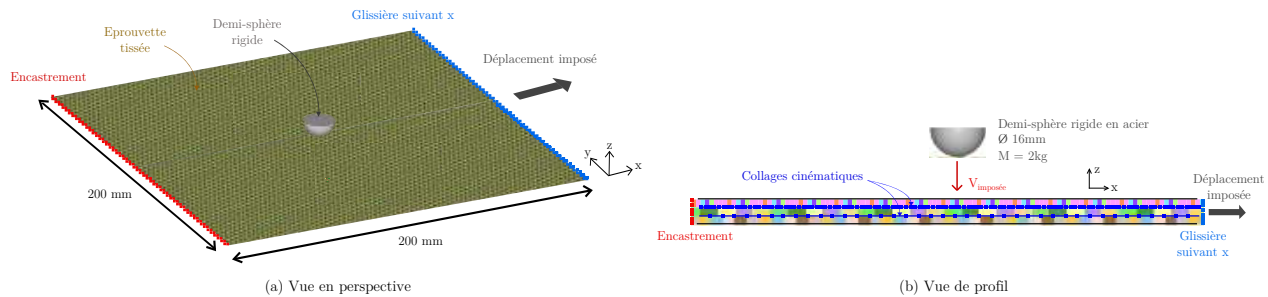 Eprouvette
tissée
Demi-sphère
rigide
Glissière suivant x
Encastrement
Déplacement imposé
z
y
x
200 mm
200 mm
(a) Vue en perspective
Demi-sphère rigide en acier
Ø 16mm
M = 2kg
Collages cinématiques
Vimposée
z
x
Déplacement
imposée
Encastrement
Glissière
suivant x
(b) Vue de profil